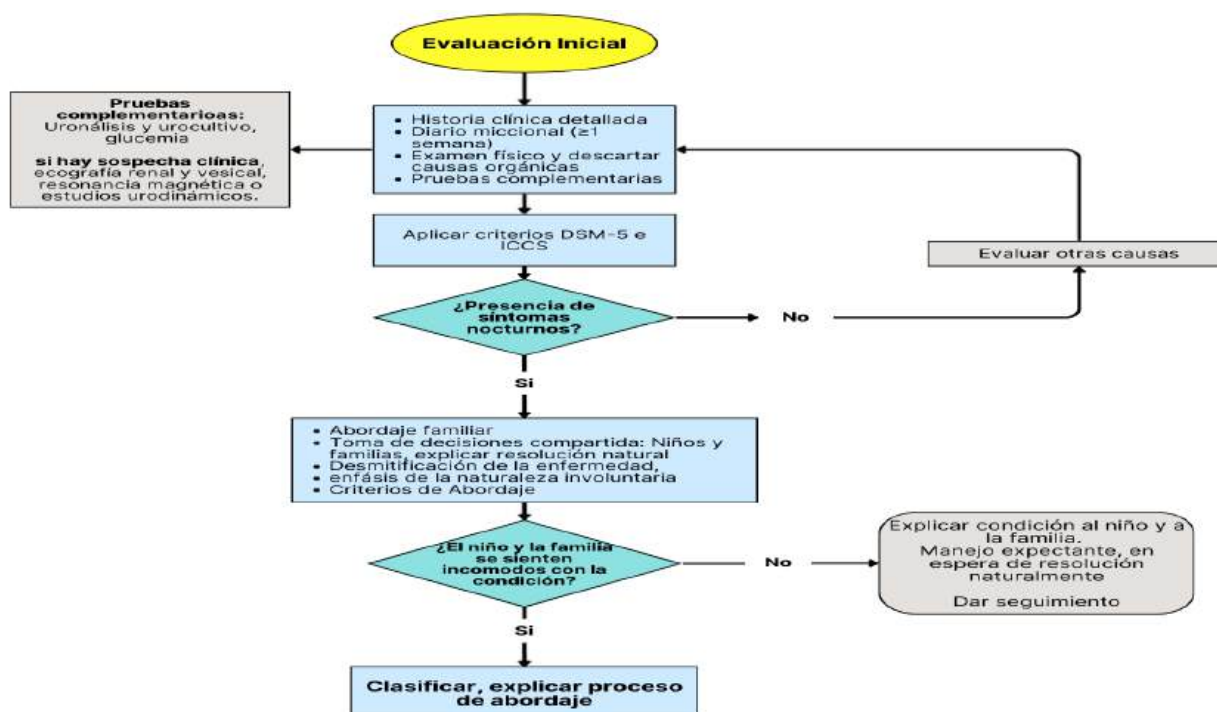 Evaluación Inicial
Pruebas
complementarioas:
Uronálisis y urocultivo,
glucemia
si hay sospecha clínica,
ecografía renal y vesical,
resonancia magnética o
estudios urodinámicos.
• Historia clínica detallada
• Diario miccional (≥1
semana)
• Examen físico y descartar
causas orgánicas
• Pruebas complementarias
Aplicar criterios DSM-5 e
ICCS
Evaluar otras causas
¿Presencia de
síntomas
nocturnos?
No
Si
• Abordaje familiar
• Toma de decisiones compartida: Niños y
familias, explicar resolución natural
• Desmitificación de la enfermedad,
• enfásis de la naturaleza involuntaria
• Criterios de Abordaje
¿El niño y la familia
se sienten
incomodos con la
condición?
No
Explicar condición al niño y a
la familia.
Manejo expectante, en
espera de resolución
naturalmente
Dar seguimiento
Si
Clasificar, explicar proceso
de abordaje